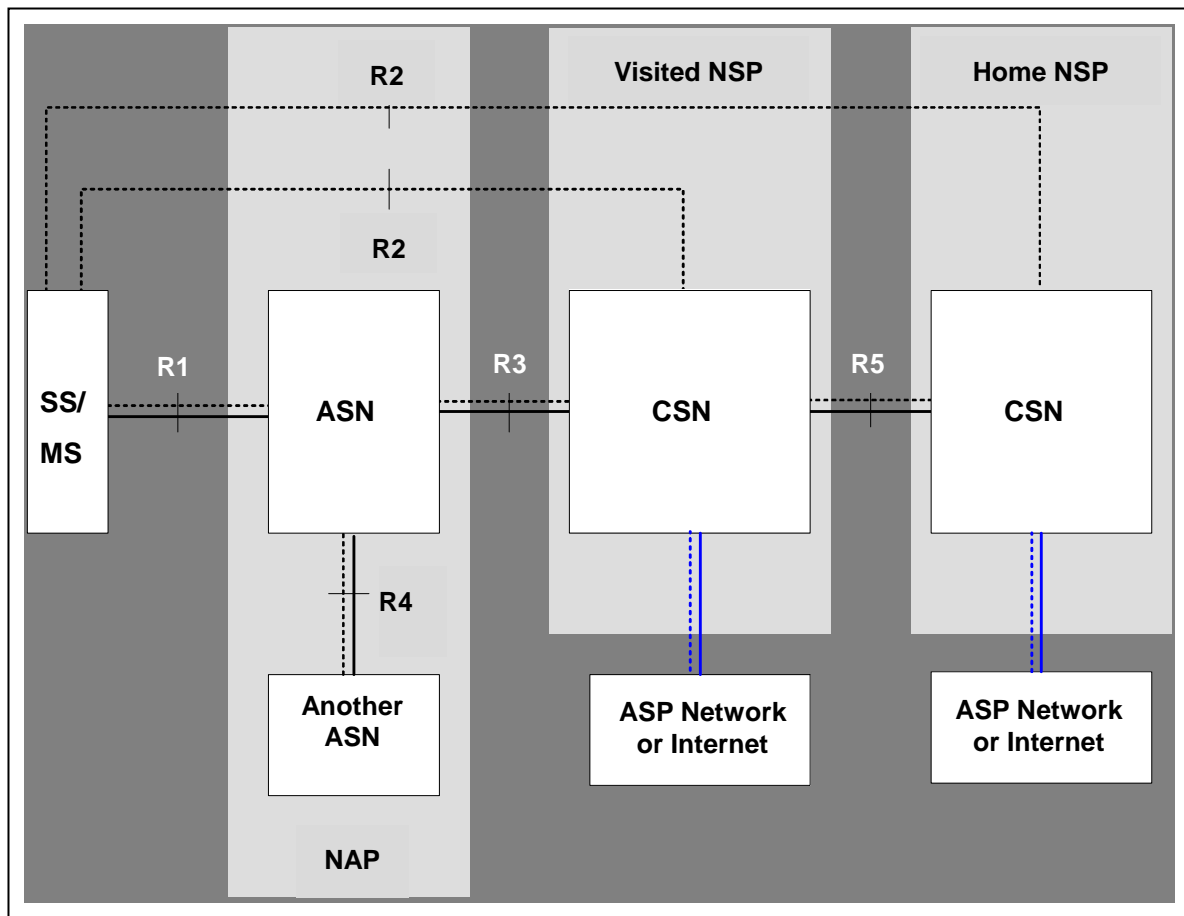 R2
Visited NSP
Home NSP
R2
R1
R3
R5
SS/
MS
ASN
CSN
CSN
R4
Another
ASN
ASP Network
or Internet
ASP Network
or Internet
NAP